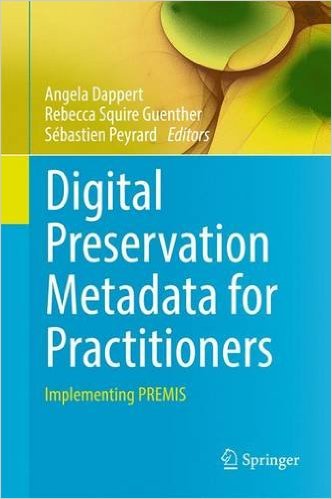 Angela Dappert
Rebecca Squire Guenther
Sébastien Peyrard Editors
Digital
Preservation
Metadata for
Practitioners
Implementing PREMIS
Springer